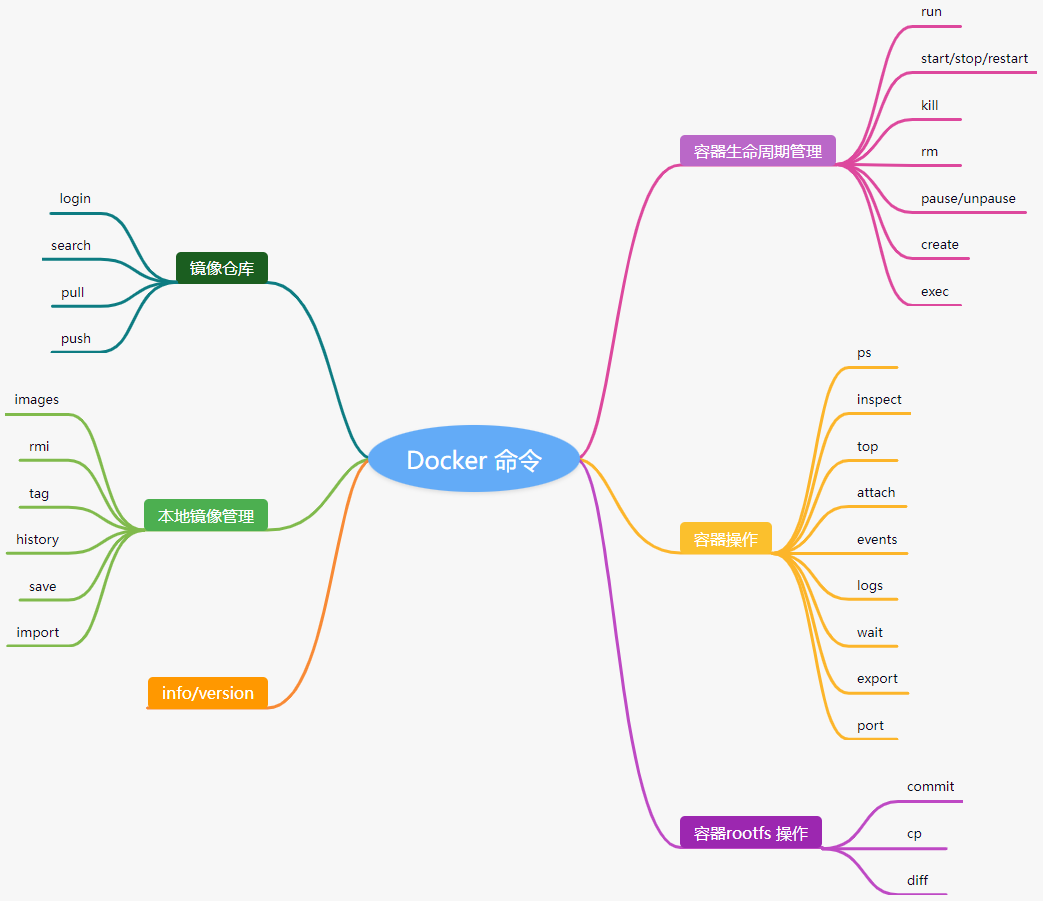 Docker 命令
镜像仓库
login
search
pull
push
本地镜像管理
images
rmi
tag
history
save
import
info/version
容器生命周期管理
run
start/stop/restart
kill
rm
pause/unpause
create
exec
容器操作
ps
inspect
top
attach
events
logs
wait
export
port
容器rootfs 操作
commit
cp
diff